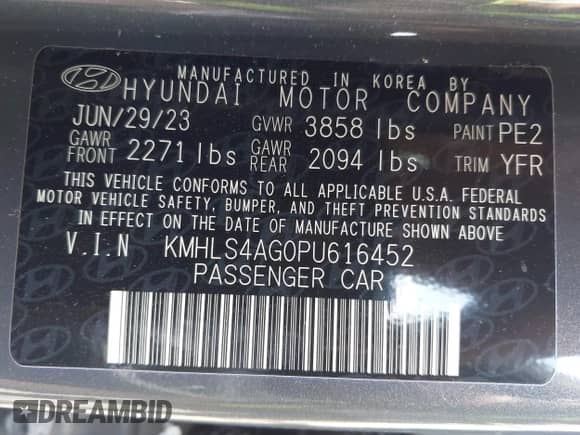 MANUFACTURED IN KOREA BY
HYUNDAI MOTOR COMPANY
JUN/29/23 GVWR 3858 lbs PAINT PE2
GAWR FRONT 2271 lbs GAWR REAR 2094 lbs TRIM YFR
THIS VEHICLE CONFORMS TO ALL APPLICABLE U.S.A. FEDERAL
MOTOR VEHICLE SAFETY, BUMPER, AND THEFT PREVENTION STANDARDS
IN EFFECT ON THE DATE OF MANUFACTURE SHOWN ABOVE
V.I.N KMHLS4AG0PU616452
PASSENGER CAR
DREAMBID